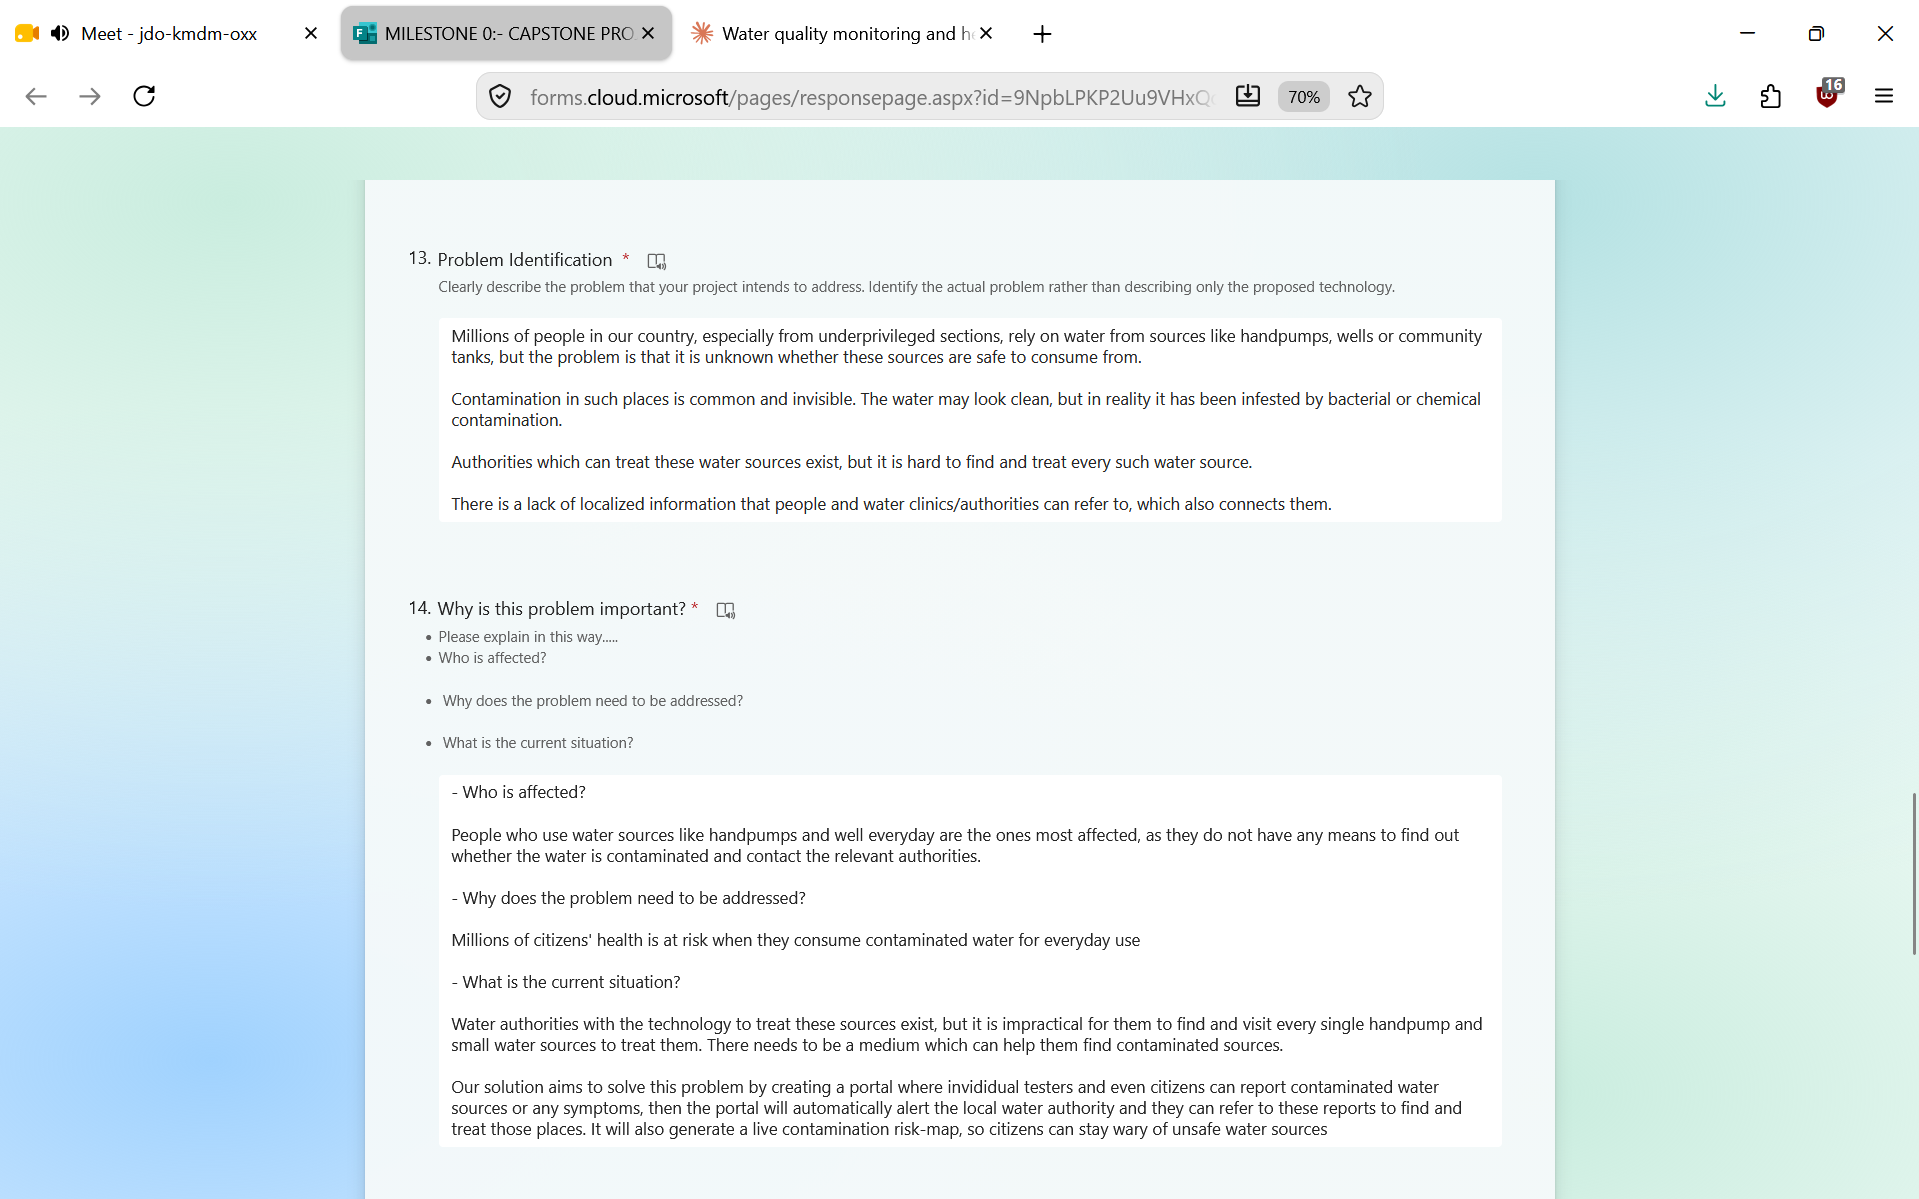 Meet - jdo-kmdm-oxx
MILESTONE 0:- CAPSTONE PRO
Water quality monitoring and he
forms.cloud.microsoft/pages/responsepage.aspx?id=9NpbLPKP2Uu9VHxQ
70%
16
13. Problem Identification *
Clearly describe the problem that your project intends to address. Identify the actual problem rather than describing only the proposed technology.
Millions of people in our country, especially from underprivileged sections, rely on water from sources like handpumps, wells or community
tanks, but the problem is that it is unknown whether these sources are safe to consume from.
Contamination in such places is common and invisible. The water may look clean, but in reality it has been infested by bacterial or chemical
contamination.
Authorities which can treat these water sources exist, but it is hard to find and treat every such water source.
There is a lack of localized information that people and water clinics/authorities can refer to, which also connects them.
14. Why is this problem important? *
• Please explain in this way.....
• Who is affected?
• Why does the problem need to be addressed?
• What is the current situation?
- Who is affected?
People who use water sources like handpumps and well everyday are the ones most affected, as they do not have any means to find out
whether the water is contaminated and contact the relevant authorities.
- Why does the problem need to be addressed?
Millions of citizens' health is at risk when they consume contaminated water for everyday use
- What is the current situation?
Water authorities with the technology to treat these sources exist, but it is impractical for them to find and visit every single handpump and
small water sources to treat them. There needs to be a medium which can help them find contaminated sources.
Our solution aims to solve this problem by creating a portal where invididual testers and even citizens can report contaminated water
sources or any symptoms, then the portal will automatically alert the local water authority and they can refer to these reports to find and
treat those places. It will also generate a live contamination risk-map, so citizens can stay wary of unsafe water sources